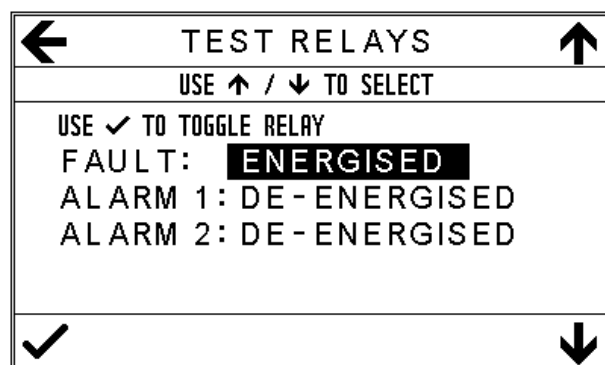 TEST RELAYS
USE ↑ / ↓ TO SELECT
USE ✓ TO TOGGLE RELAY
FAULT: ENERGISED
ALARM 1: DE-ENERGISED
ALARM 2: DE-ENERGISED